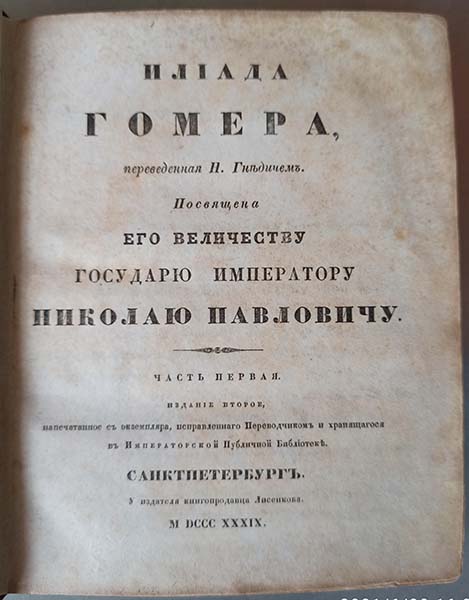 ИЛІАДА
ГОМЕРА,
переведенная Н. Гнѣдичемъ.
Посвящена
ЕГО ВЕЛИЧЕСТВУ
ГОСУДАРЮ ИМПЕРАТОРУ
НИКОЛАЮ ПАВЛОВИЧУ.
ЧАСТЬ ПЕРВАЯ.
ИЗДАНІЕ ВТОРОЕ,
напечатанное съ экземпляра, исправленнаго Переводчикомъ и хранящагося
въ Императорской Публичной Библіотекѣ.
САНКТПЕТЕРБУРГЪ.
У издателя книгопродавца Лисенкова.
M DCCC XXXIX.